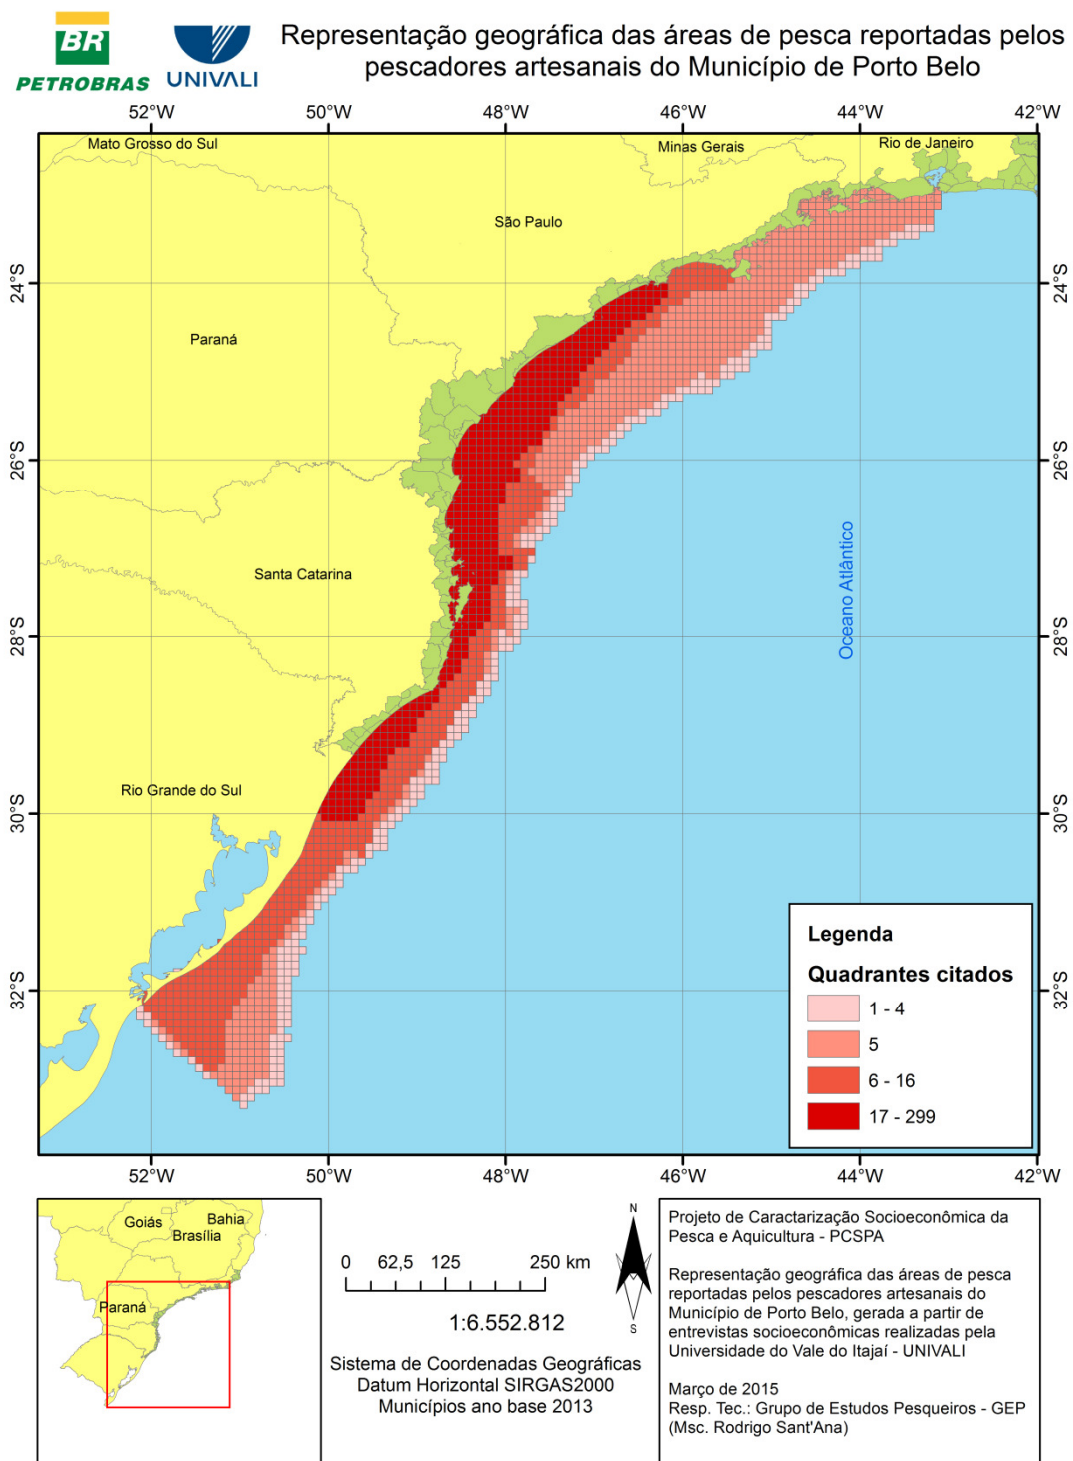 BR
PETROBRAS
UNIVALI
Representação geográfica das áreas de pesca reportadas pelos
pescadores artesanais do Município de Porto Belo
52°W 50°W 48°W 46°W 44°W 42°W
Mato Grosso do Sul
Minas Gerais
Rio de Janeiro
São Paulo
24°S 24°S
Paraná
26°S 26°S
Oceano Atlântico
Santa Catarina
28°S 28°S
Rio Grande do Sul
30°S 30°S
32°S 32°S
Legenda
Quadrantes citados
1 - 4
5
6 - 16
17 - 299
52°W 50°W 48°W 46°W 44°W 42°W
Goiás
Bahia
Brasília
Paraná
0 62,5 125 250 km
1:6.552.812
Sistema de Coordenadas Geográficas
Datum Horizontal SIRGAS2000
Municípios ano base 2013
N
S
Projeto de Caractarização Socioeconômica da
Pesca e Aquicultura - PCSPA
Representação geográfica das áreas de pesca
reportadas pelos pescadores artesanais do
Município de Porto Belo, gerada a partir de
entrevistas socioeconômicas realizadas pela
Universidade do Vale do Itajaí - UNIVALI
Março de 2015
Resp. Tec.: Grupo de Estudos Pesqueiros - GEP
(Msc. Rodrigo Sant'Ana)